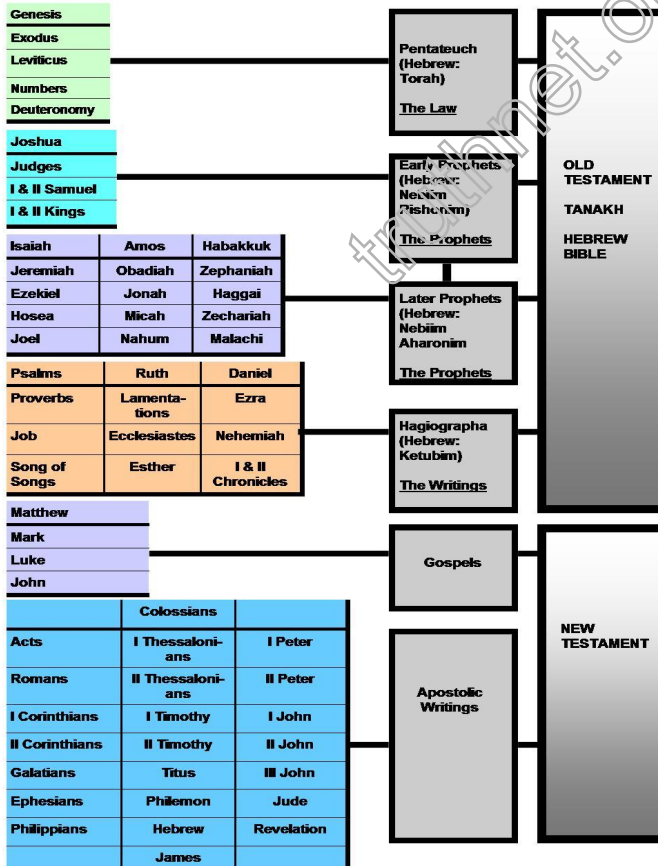 Genesis
Exodus
Leviticus
Numbers
Deuteronomy
Pentateuch
(Hebrew:
Torah)
The Law
Joshua
Judges
I & II Samuel
I & II Kings
Early Prophets
(Hebrew:
Nebiim
Rishonim)
The Prophets
OLD
TESTAMENT
TANAKH
HEBREW
BIBLE
Isaiah Amos Habakkuk
Jeremiah Obadiah Zephaniah
Ezekiel Jonah Haggai
Hosea Micah Zechariah
Joel Nahum Malachi
Later Prophets
(Hebrew:
Nebiim
Aharonim
The Prophets
Psalms Ruth Daniel
Proverbs Lamenta-
tions Ezra
Job Ecclesiastes Nehemiah
Song of
Songs Esther I & II
Chronicles
Hagiographa
(Hebrew:
Ketubim)
The Writings
Matthew
Mark
Luke
John
Gospels
NEW
TESTAMENT
Colossians
Acts I Thessaloni-
ans I Peter
Romans II Thessaloni-
ans II Peter
I Corinthians I Timothy I John
II Corinthians II Timothy II John
Galatians Titus III John
Ephesians Philemon Jude
Philippians Hebrew Revelation
James
Apostolic
Writings
truthnet.o